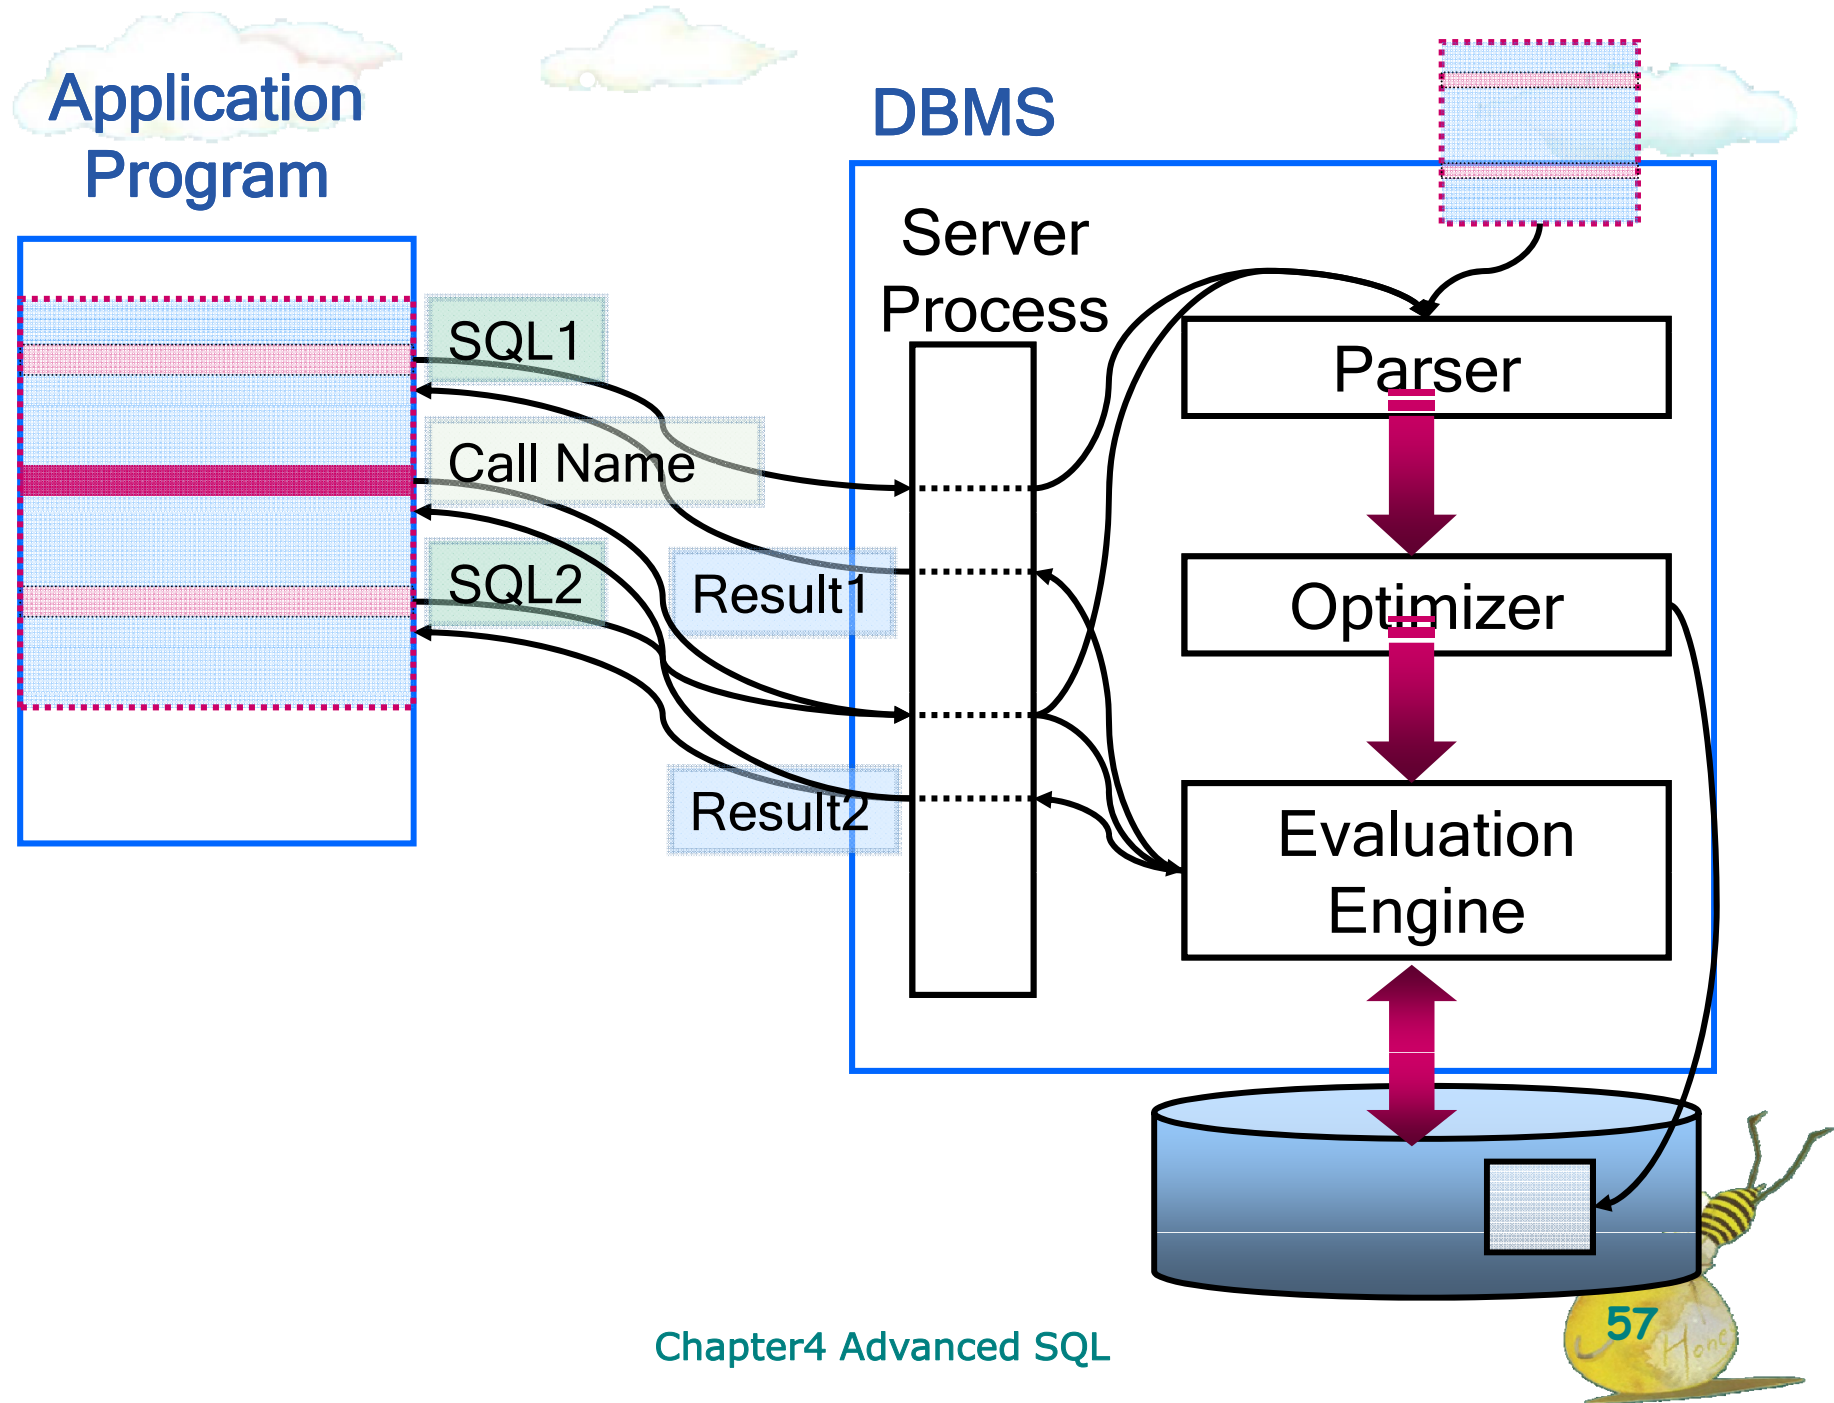 Application
Program
DBMS
Server
Process
SQL1
Call Name
SQL2
Result1
Result2
Parser
Optimizer
Evaluation
Engine
Chapter4 Advanced SQL
57
Hone